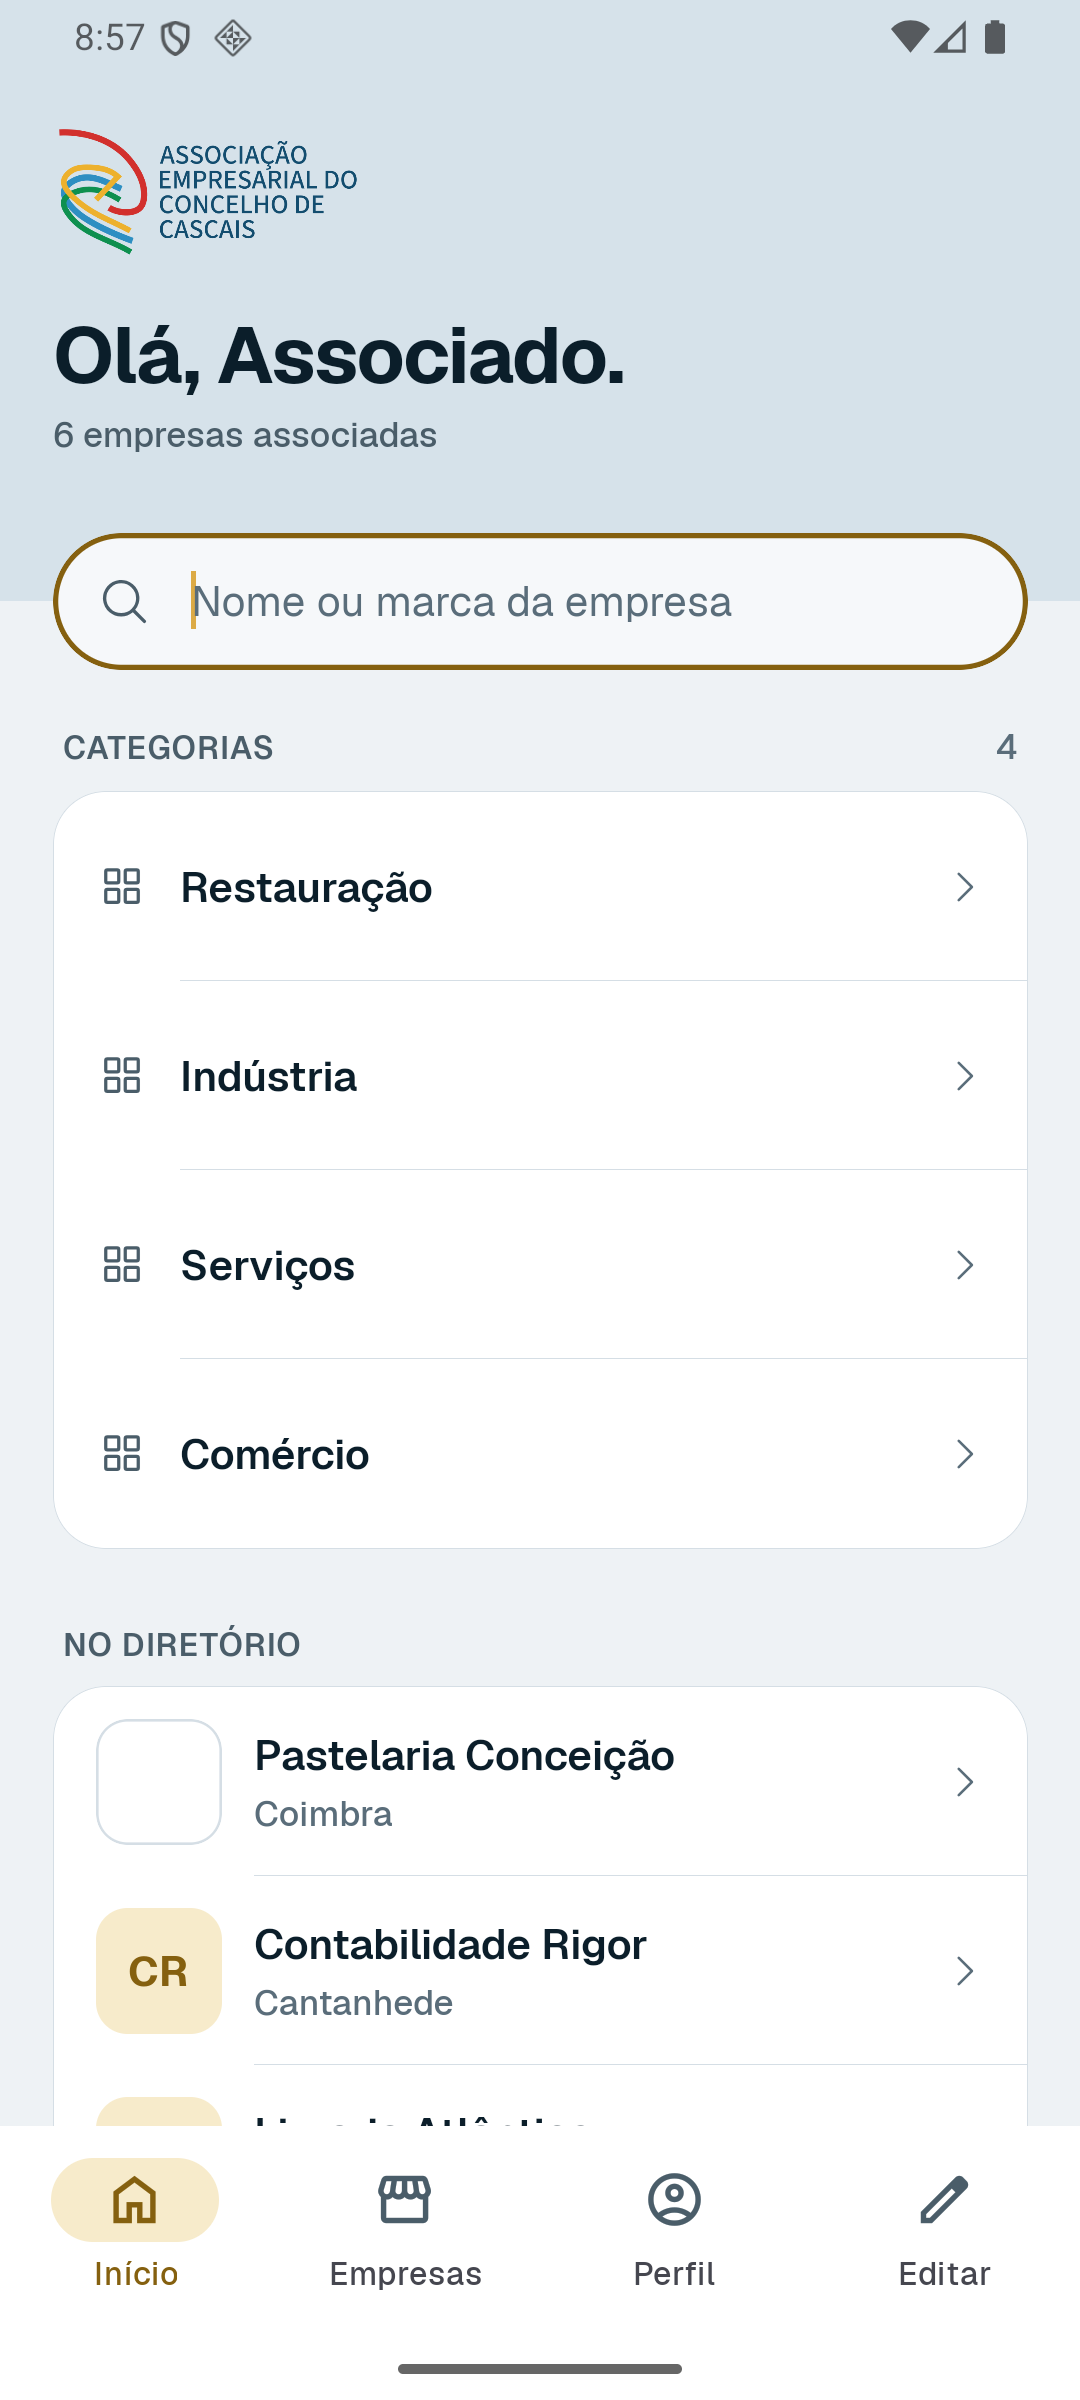 8:57
ASSOCIAÇÃO
EMPRESARIAL DO
CONCELHO DE
CASCAIS
Olá, Associado.
6 empresas associadas
Nome ou marca da empresa
CATEGORIAS 4
Restauração
Indústria
Serviços
Comércio
NO DIRETÓRIO
Pastelaria Conceição
Coimbra
CR
Contabilidade Rigor
Cantanhede
Início
Empresas
Perfil
Editar